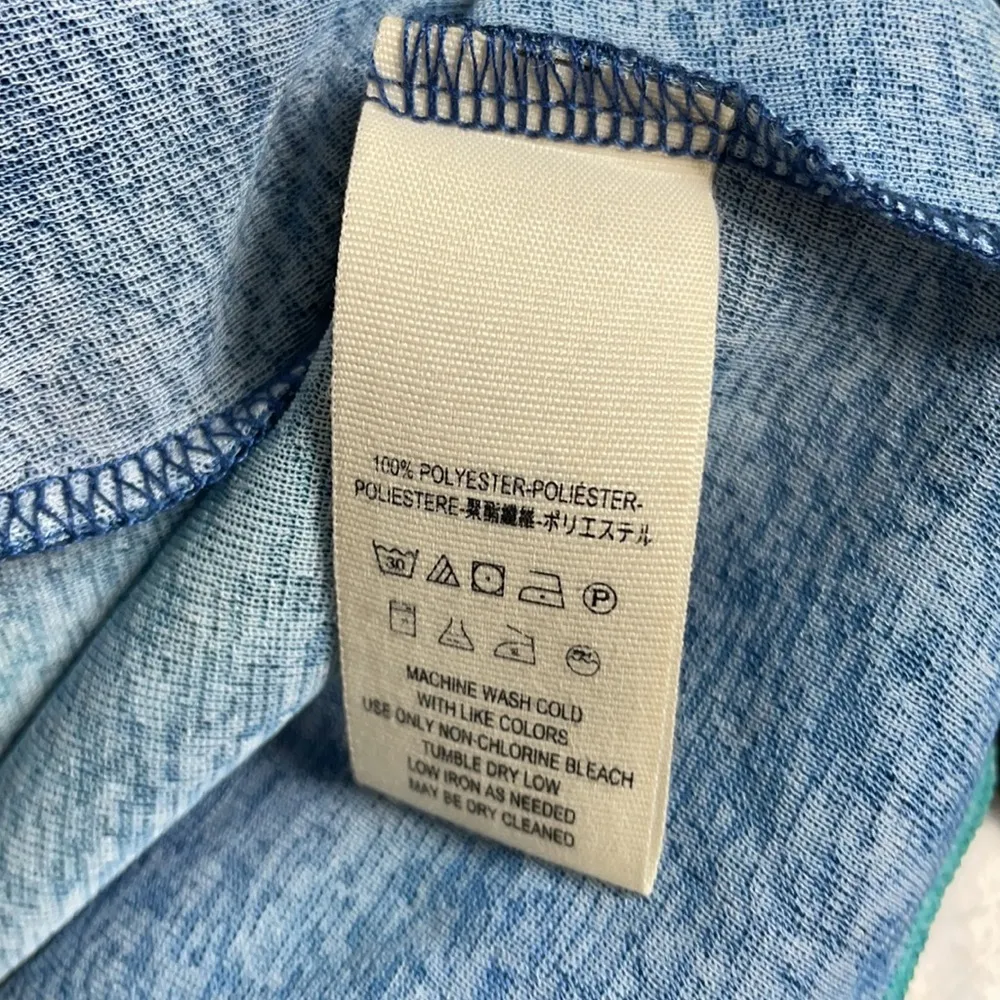 100% POLYESTER-POLIÉSTER-
POLIESTERE-聚酯纖維-ポリエステル
30 P
MACHINE WASH COLD
WITH LIKE COLORS
USE ONLY NON-CHLORINE BLEACH
TUMBLE DRY LOW
LOW IRON AS NEEDED
MAY BE DRY CLEANED